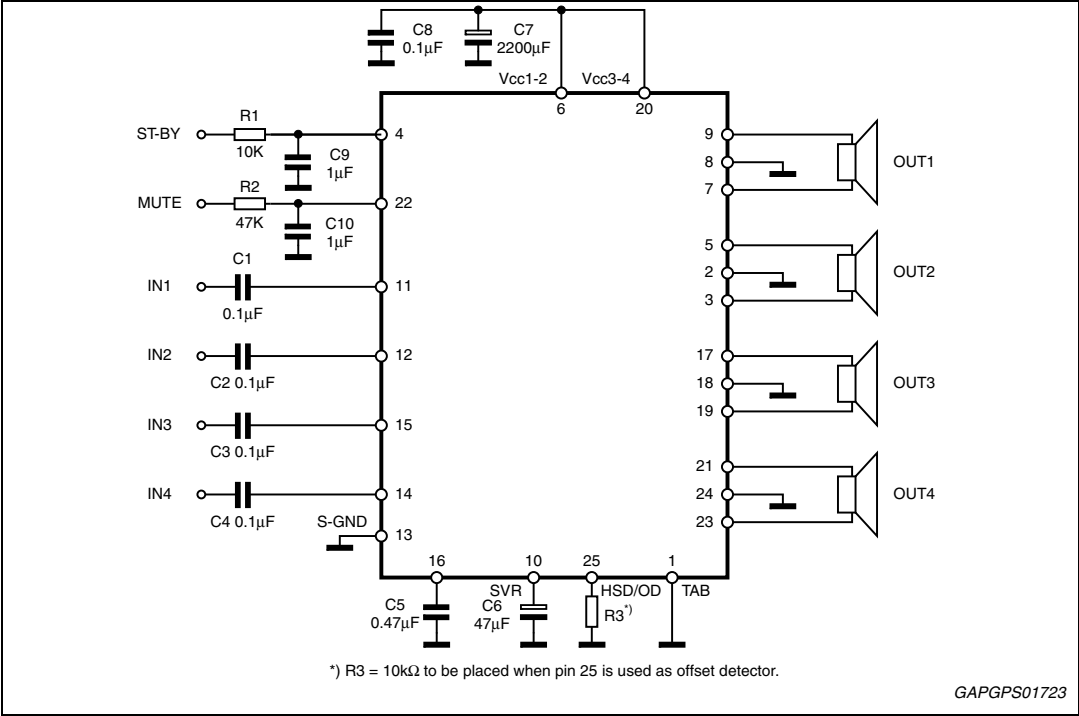 C8
0.1µF
C7
2200µF
Vcc1-2
Vcc3-4
6
20
ST-BY
R1
10K
4
C9
1µF
MUTE
R2
47K
22
C10
1µF
IN1
C1
0.1µF
11
IN2
C2 0.1µF
12
IN3
C3 0.1µF
15
IN4
C4 0.1µF
14
S-GND
13
9
8
7
OUT1
5
2
3
OUT2
17
18
19
OUT3
21
24
23
OUT4
16
10
25
1
SVR
HSD/OD
TAB
C5
0.47µF
C6
47µF
R3*)
*) R3 = 10kΩ to be placed when pin 25 is used as offset detector.
GAPGPS01723